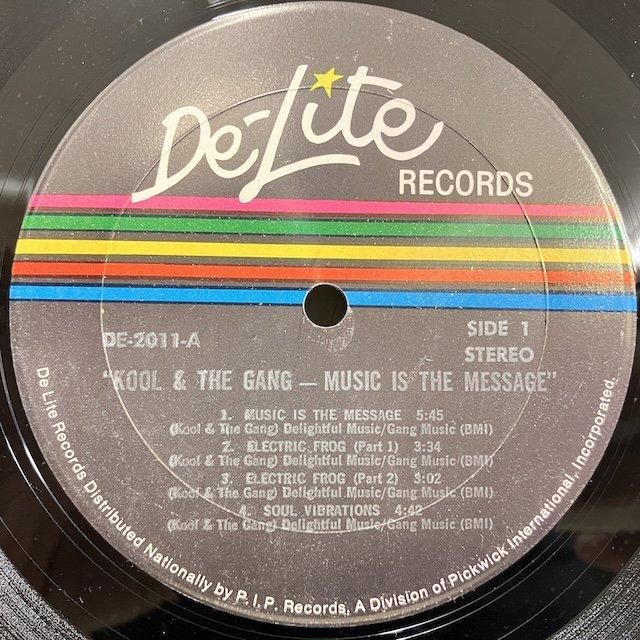 De-Lite
RECORDS
DE-2011-A
SIDE 1
STEREO
"KOOL & THE GANG — MUSIC IS THE MESSAGE"
1. MUSIC IS THE MESSAGE 5:45
(Kool & The Gang) Delightful Music/Gang Music (BMI)
2. ELECTRIC FROG (Part 1) 3:34
(Kool & The Gang) Delightful Music/Gang Music (BMI)
3. ELECTRIC FROG (Part 2) 3:02
(Kool & The Gang) Delightful Music/Gang Music (BMI)
4. SOUL VIBRATIONS 4:42
(Kool & The Gang) Delightful Music/Gang Music (BMI)
De Lite Records Distributed Nationally by P.I.P. Records, A Division of Pickwick International, Incorporated.